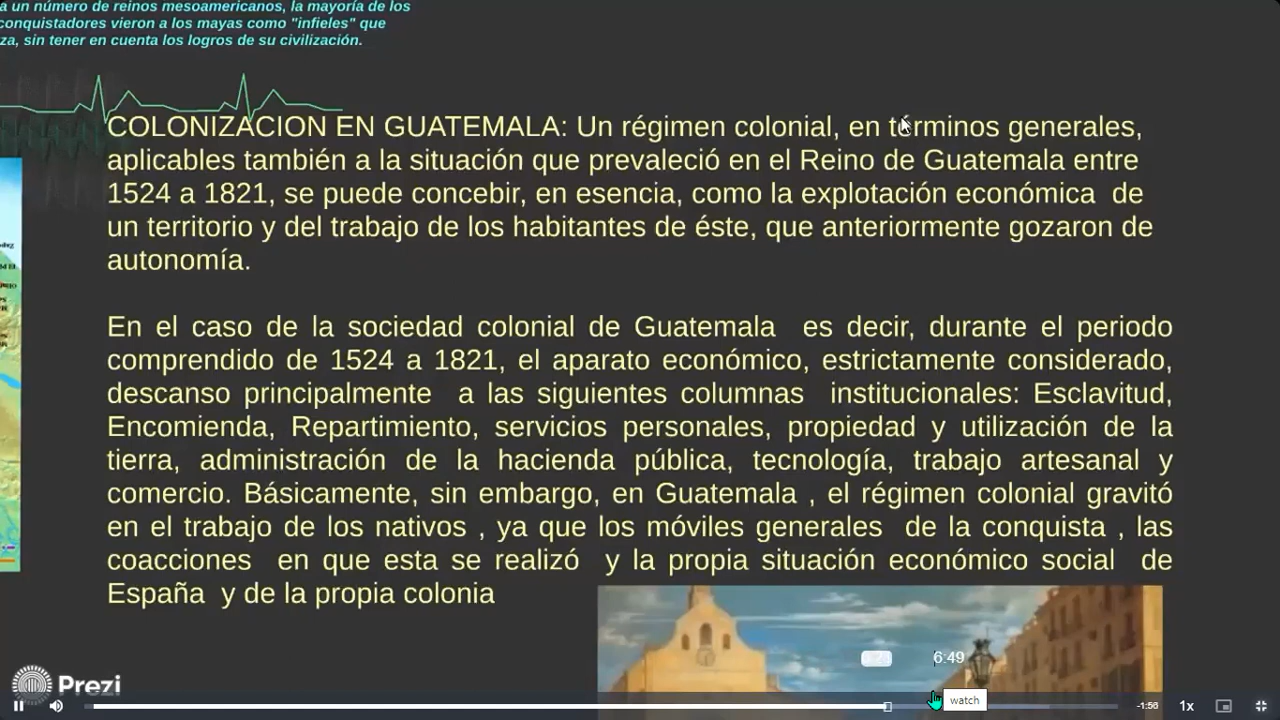 a un número de reinos mesoamericanos, la mayoría de los
conquistadores vieron a los mayas como "infieles" que
za, sin tener en cuenta los logros de su civilización.
COLONIZACION EN GUATEMALA: Un régimen colonial, en términos generales,
aplicables también a la situación que prevaleció en el Reino de Guatemala entre
1524 a 1821, se puede concebir, en esencia, como la explotación económica de
un territorio y del trabajo de los habitantes de éste, que anteriormente gozaron de
autonomía.
En el caso de la sociedad colonial de Guatemala es decir, durante el periodo
comprendido de 1524 a 1821, el aparato económico, estrictamente considerado,
descanso principalmente a las siguientes columnas institucionales: Esclavitud,
Encomienda, Repartimiento, servicios personales, propiedad y utilización de la
tierra, administración de la hacienda pública, tecnología, trabajo artesanal y
comercio. Básicamente, sin embargo, en Guatemala , el régimen colonial gravitó
en el trabajo de los nativos , ya que los móviles generales de la conquista , las
coacciones en que esta se realizó y la propia situación económico social de
España y de la propia colonia
6:49
Prezi
watch
-1:56
1x